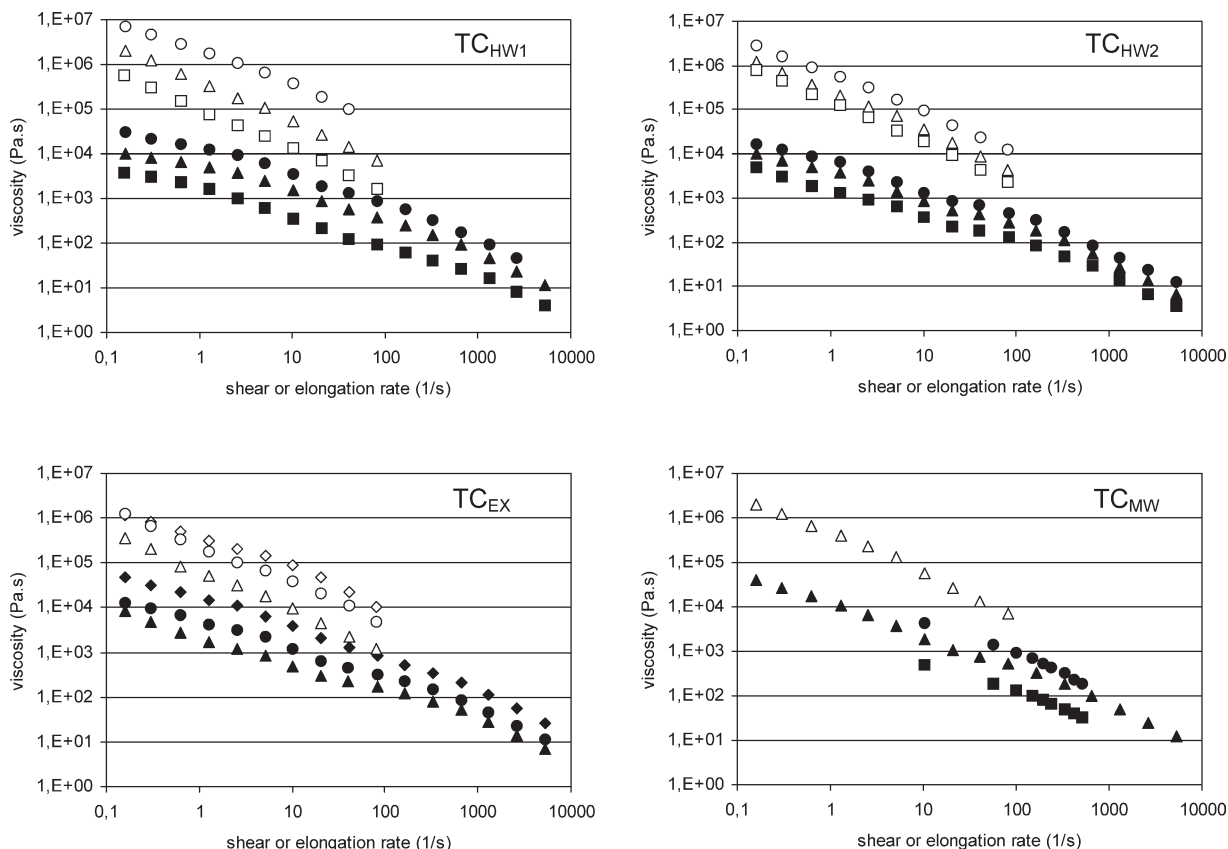 TC_HW1
viscosity (Pa.s)
1,E+07
1,E+06
1,E+05
1,E+04
1,E+03
1,E+02
1,E+01
1,E+00
0,1 1 10 100 1000 10000
shear or elongation rate (1/s)
TC_HW2
viscosity (Pa.s)
1,E+07
1,E+06
1,E+05
1,E+04
1,E+03
1,E+02
1,E+01
1,E+00
0,1 1 10 100 1000 10000
shear or elongation rate (1/s)
TC_EX
viscosity (Pa.s)
1,E+07
1,E+06
1,E+05
1,E+04
1,E+03
1,E+02
1,E+01
1,E+00
0,1 1 10 100 1000 10000
shear or elongation rate (1/s)
TC_MW
viscosity (Pa.s)
1,E+07
1,E+06
1,E+05
1,E+04
1,E+03
1,E+02
1,E+01
1,E+00
0,1 1 10 100 1000 10000
shear or elongation rate (1/s)